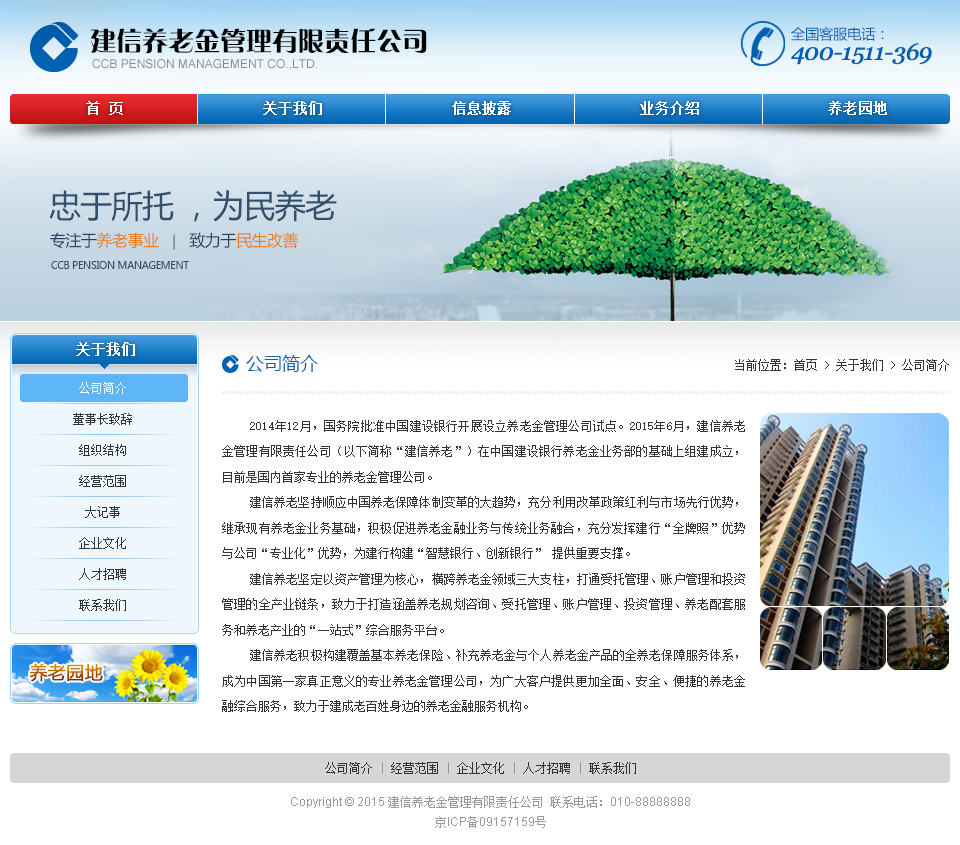 建信养老金管理有限责任公司
CCB PENSION MANAGEMENT CO.,LTD.
全国客服电话：
400-1511-369
首 页 关于我们 信息披露 业务介绍 养老园地
忠于所托 ，为民养老
专注于养老事业 | 致力于民生改善
CCB PENSION MANAGEMENT
关于我们
公司简介
董事长致辞
组织结构
经营范围
大记事
企业文化
人才招聘
联系我们
养老园地
公司简介
当前位置：首页 > 关于我们 > 公司简介
2014年12月，国务院批准中国建设银行开展设立养老金管理公司试点。2015年6月，建信养老
金管理有限责任公司（以下简称“建信养老”）在中国建设银行养老金业务部的基础上组建成立，
目前是国内首家专业的养老金管理公司。
建信养老坚持顺应中国养老保障体制变革的大趋势，充分利用改革政策红利与市场先行优势，
继承现有养老金业务基础，积极促进养老金融业务与传统业务融合，充分发挥建行“全牌照”优势
与公司“专业化”优势，为建行构建“智慧银行、创新银行” 提供重要支撑。
建信养老坚定以资产管理为核心，横跨养老金领域三大支柱，打通受托管理、账户管理和投资
管理的全产业链条，致力于打造涵盖养老规划咨询、受托管理、账户管理、投资管理、养老配套服
务和养老产业的“一站式”综合服务平台。
建信养老积极构建覆盖基本养老保险、补充养老金与个人养老金产品的全养老保障服务体系，
成为中国第一家真正意义的专业养老金管理公司，为广大客户提供更加全面、安全、便捷的养老金
融综合服务，致力于建成老百姓身边的养老金融服务机构。
公司简介 | 经营范围 | 企业文化 | 人才招聘 | 联系我们
Copyright © 2015 建信养老金管理有限责任公司 联系电话：010-88888888
京ICP备09157159号